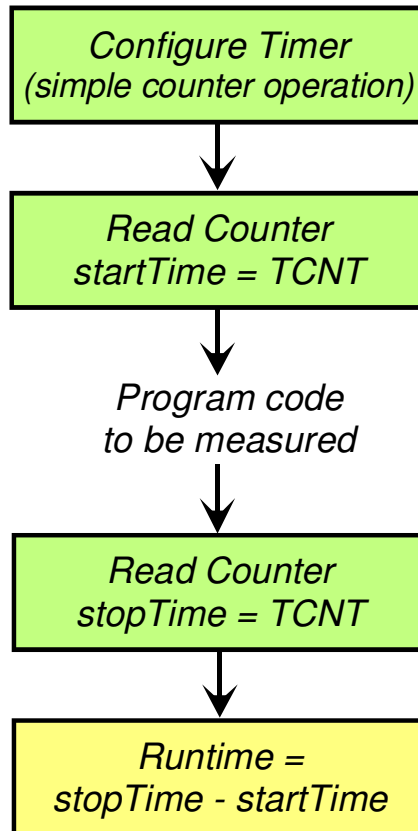 Configure Timer
(simple counter operation)
Read Counter
startTime = TCNT
Program code
to be measured
Read Counter
stopTime = TCNT
Runtime =
stopTime - startTime